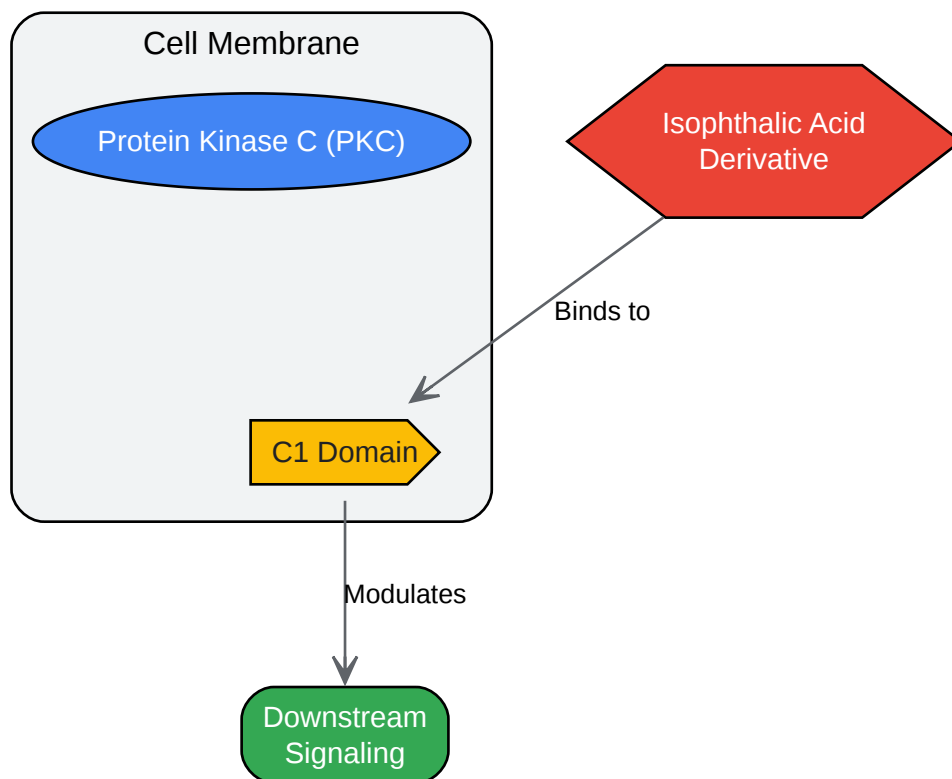 Cell Membrane
Protein Kinase C (PKC)
Isophthalic Acid
Derivative
Binds to
C1 Domain
Modulates
Downstream
Signaling